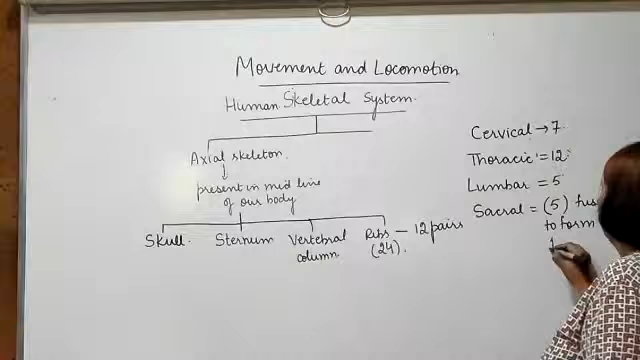 Movement and Locomotion
Human Skeletal System.
Axial skeleton.
present in mid line
of our body
Skull.
Sternum
Vertebral
column
Ribs — 12 pairs
(24).
Cervical → 7
Thoracic = 12
Lumbar = 5
Sacral = (5)
to form
1